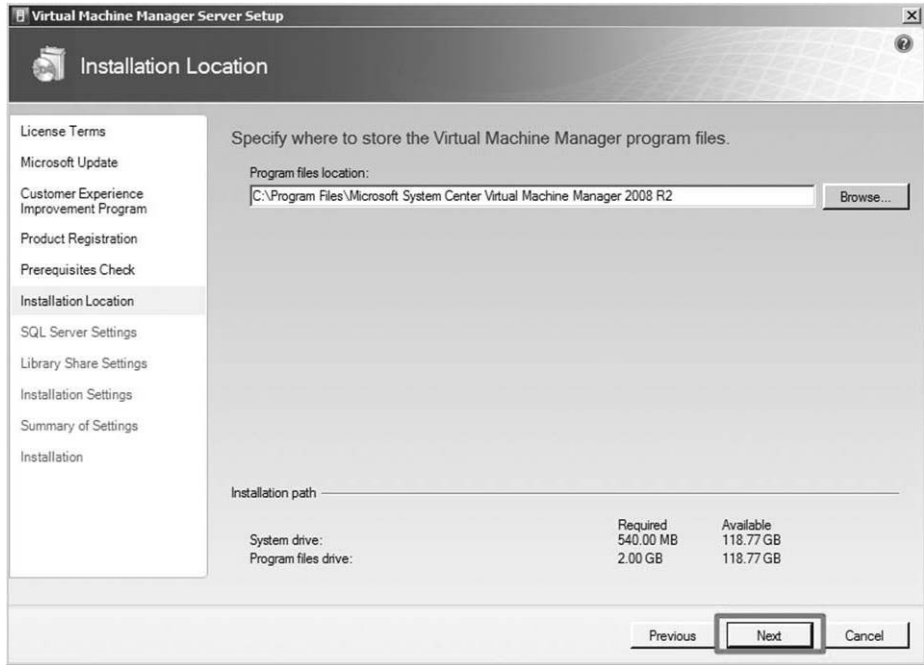 Virtual Machine Manager Server Setup
Installation Location
License Terms
Microsoft Update
Customer Experience
Improvement Program
Product Registration
Prerequisites Check
Installation Location
SQL Server Settings
Library Share Settings
Installation Settings
Summary of Settings
Installation
Specify where to store the Virtual Machine Manager program files.
Program files location:
C:\Program Files\Microsoft System Center Virtual Machine Manager 2008 R2
Browse...
Installation path
Required Available
System drive: 540.00 MB 118.77 GB
Program files drive: 2.00 GB 118.77 GB
Previous Next Cancel